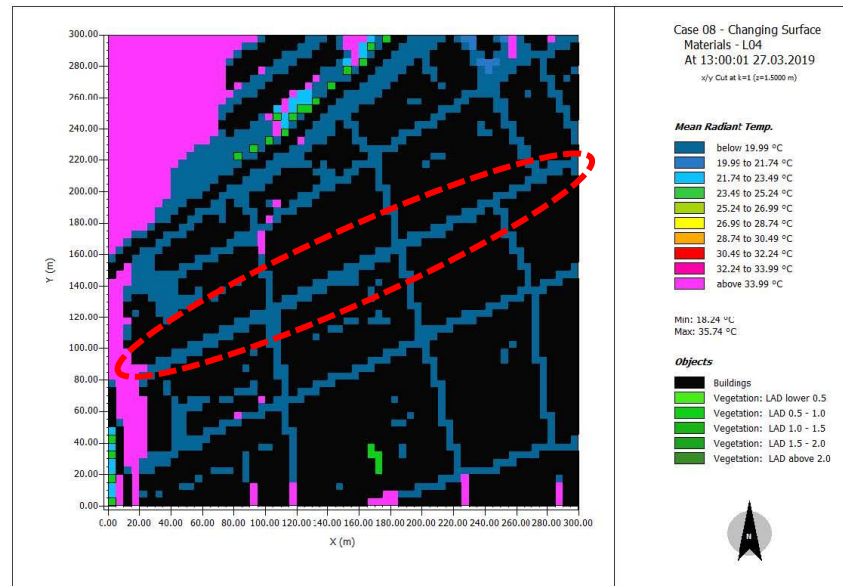 Case 08 - Changing Surface
Materials - L04
At 13:00:01 27.03.2019
x/y Cut at k=1 (z=1.5000 m)
Mean Radiant Temp.
below 19.99 °C
19.99 to 21.74 °C
21.74 to 23.49 °C
23.49 to 25.24 °C
25.24 to 26.99 °C
26.99 to 28.74 °C
28.74 to 30.49 °C
30.49 to 32.24 °C
32.24 to 33.99 °C
above 33.99 °C
Min: 18.24 °C
Max: 35.74 °C
Objects
Buildings
Vegetation: LAD lower 0.5
Vegetation: LAD 0.5 - 1.0
Vegetation: LAD 1.0 - 1.5
Vegetation: LAD 1.5 - 2.0
Vegetation: LAD above 2.0
N
300.00
280.00
260.00
240.00
220.00
200.00
180.00
160.00
140.00
120.00
100.00
80.00
60.00
40.00
20.00
0.00
Y (m)
0.00 20.00 40.00 60.00 80.00 100.00 120.00 140.00 160.00 180.00 200.00 220.00 240.00 260.00 280.00 300.00
X (m)